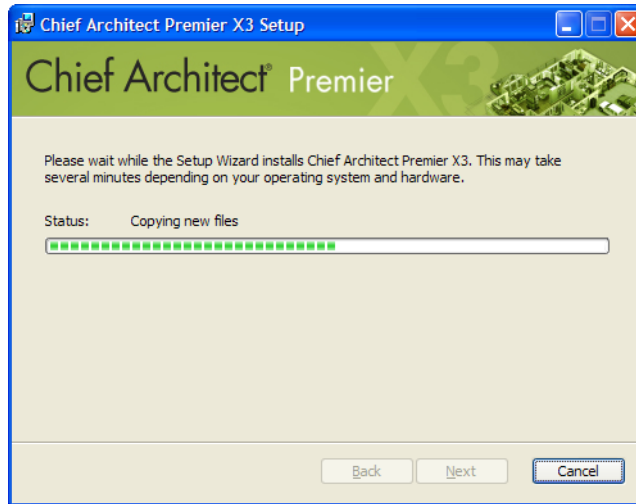 Chief Architect Premier X3 Setup
Chief Architect® Premier X3
Please wait while the Setup Wizard installs Chief Architect Premier X3. This may take
several minutes depending on your operating system and hardware.
Status: Copying new files
Back Next Cancel